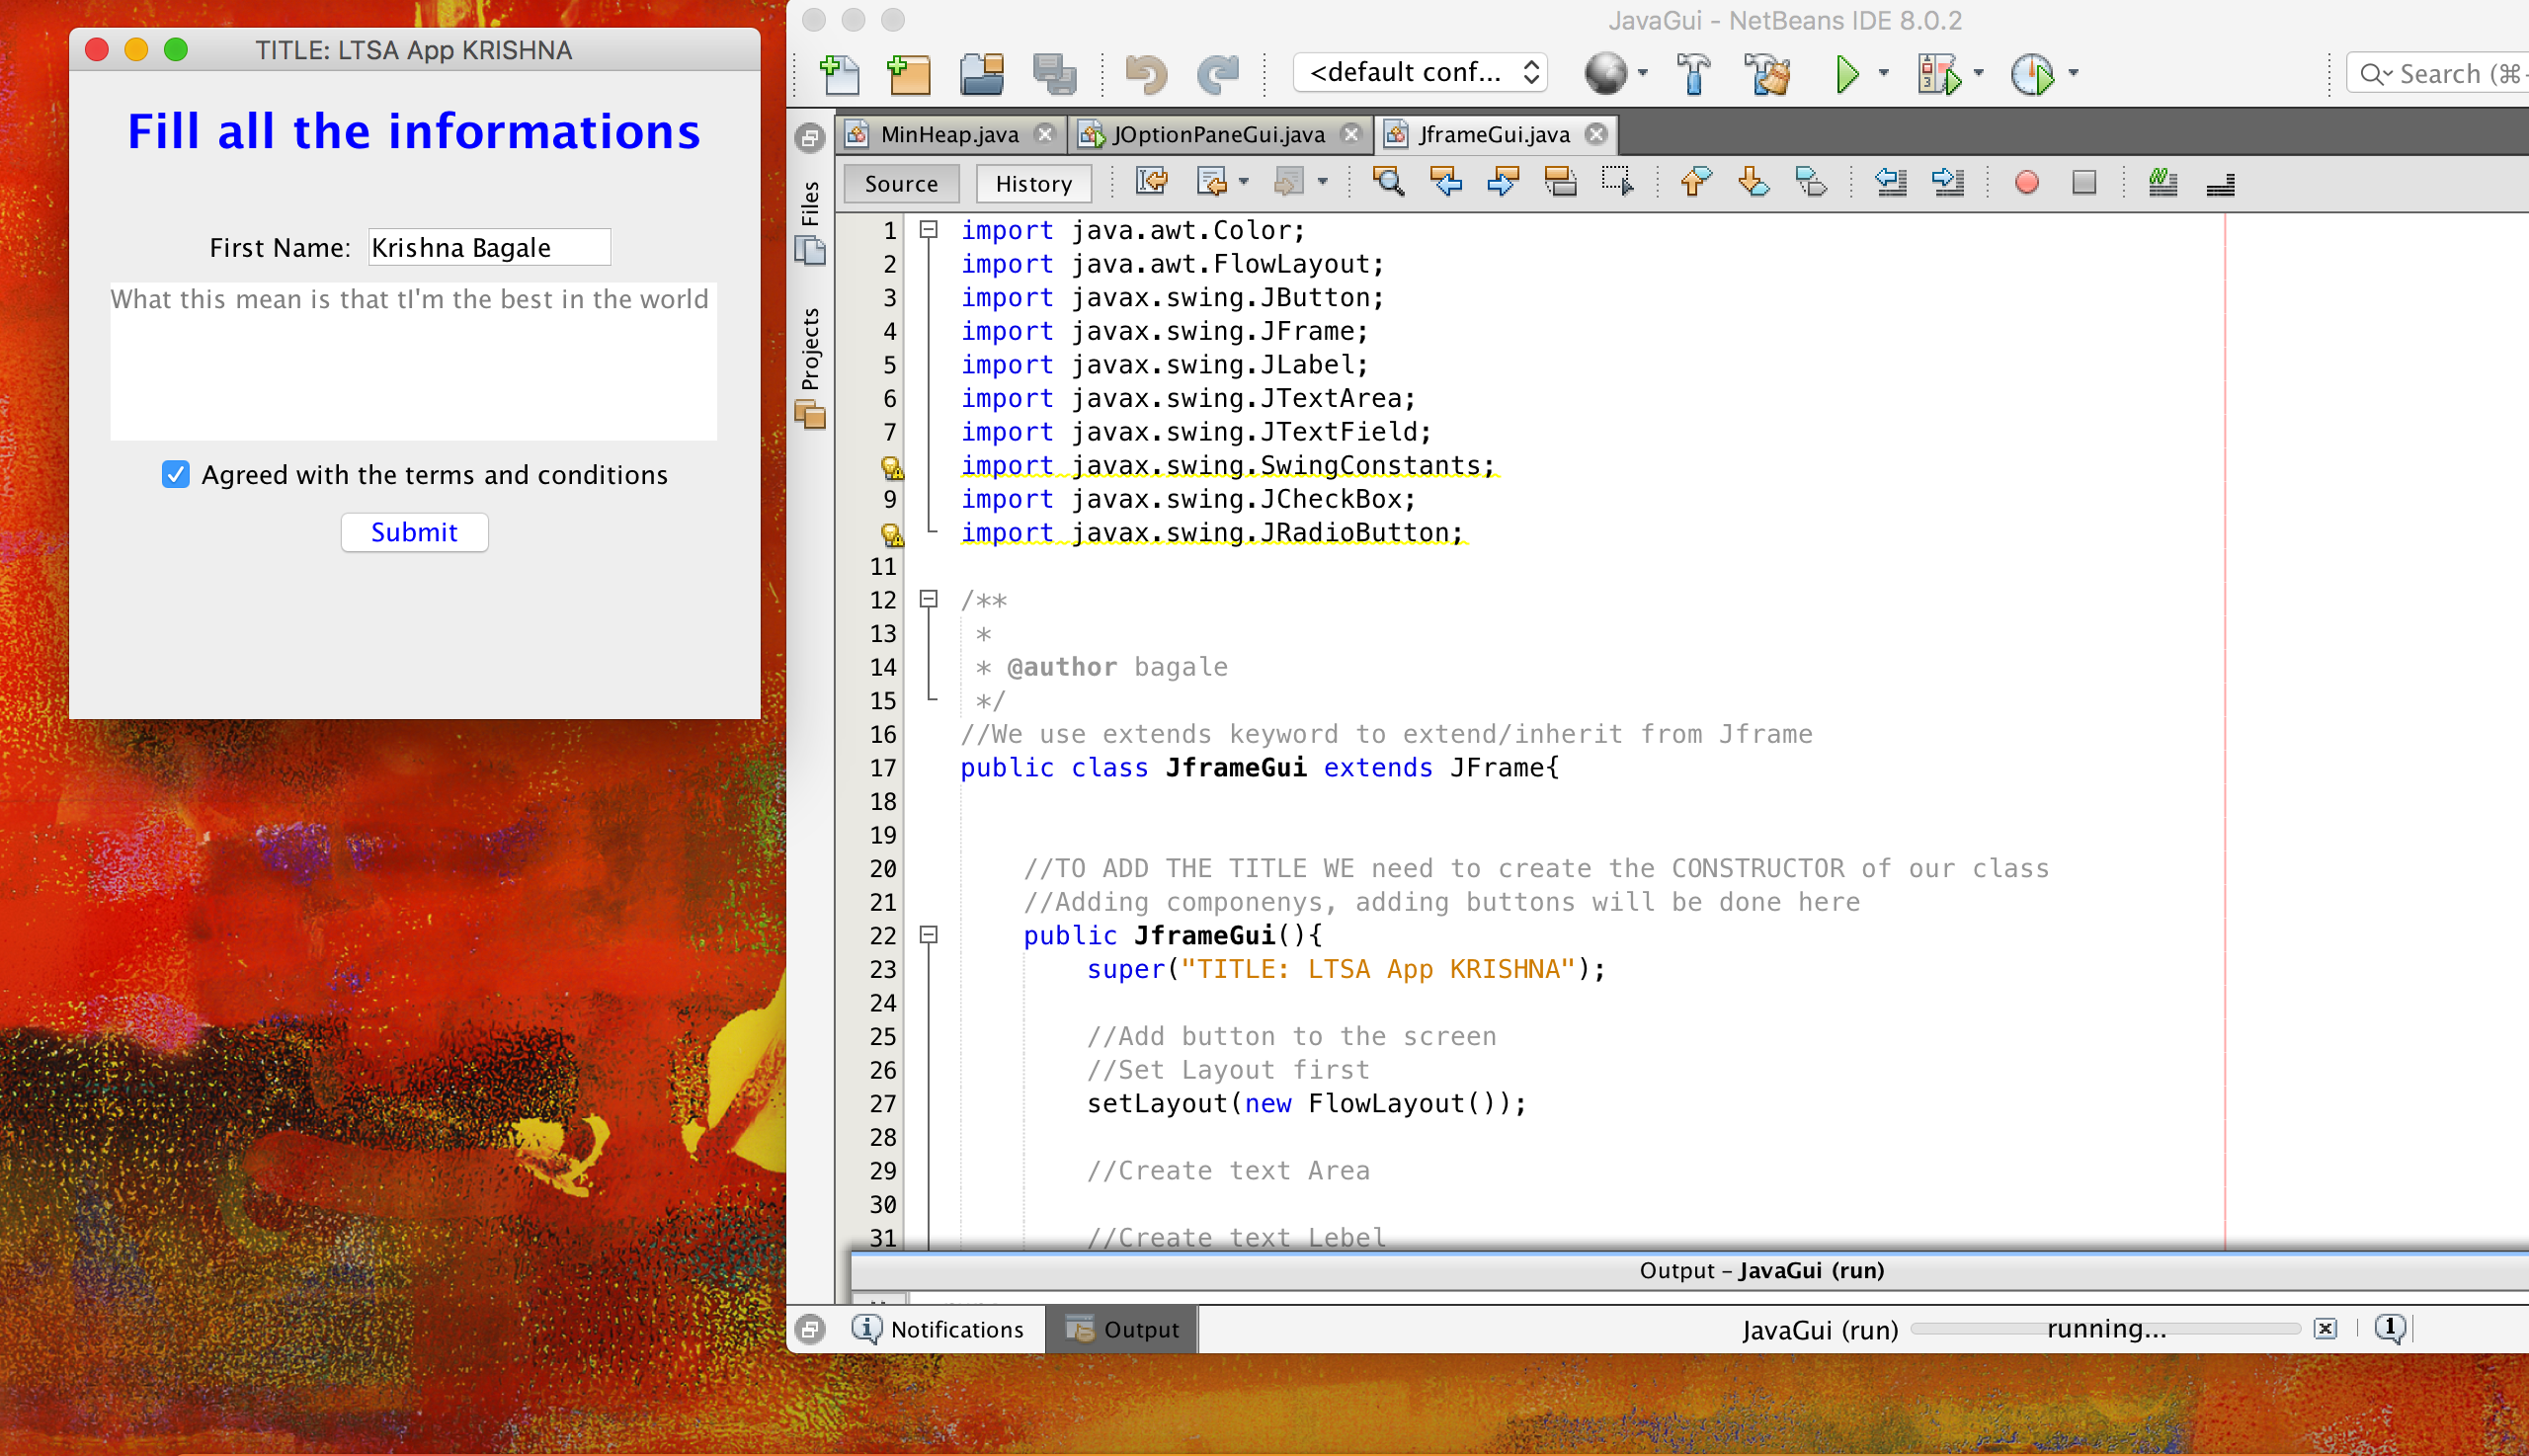 TITLE: LTSA App KRISHNA
Fill all the informations
First Name: Krishna Bagale
What this mean is that tI'm the best in the world
Agreed with the terms and conditions
Submit
JavaGui - NetBeans IDE 8.0.2
<default conf...
Search (⌘
MinHeap.java
JOptionPaneGui.java
JframeGui.java
Files
Projects
Source
History
1 import java.awt.Color;
2 import java.awt.FlowLayout;
3 import javax.swing.JButton;
4 import javax.swing.JFrame;
5 import javax.swing.JLabel;
6 import javax.swing.JTextArea;
7 import javax.swing.JTextField;
import javax.swing.SwingConstants;
9 import javax.swing.JCheckBox;
import javax.swing.JRadioButton;
11
12 /**
13 *
14 * @author bagale
15 */
16 //We use extends keyword to extend/inherit from Jframe
17 public class JframeGui extends JFrame{
18
19
20 //TO ADD THE TITLE WE need to create the CONSTRUCTOR of our class
21 //Adding componenys, adding buttons will be done here
22 public JframeGui(){
23 super("TITLE: LTSA App KRISHNA");
24
25 //Add button to the screen
26 //Set Layout first
27 setLayout(new FlowLayout());
28
29 //Create text Area
30
31 //Create text Lebel
Output – JavaGui (run)
Notifications
Output
JavaGui (run)
running...
1